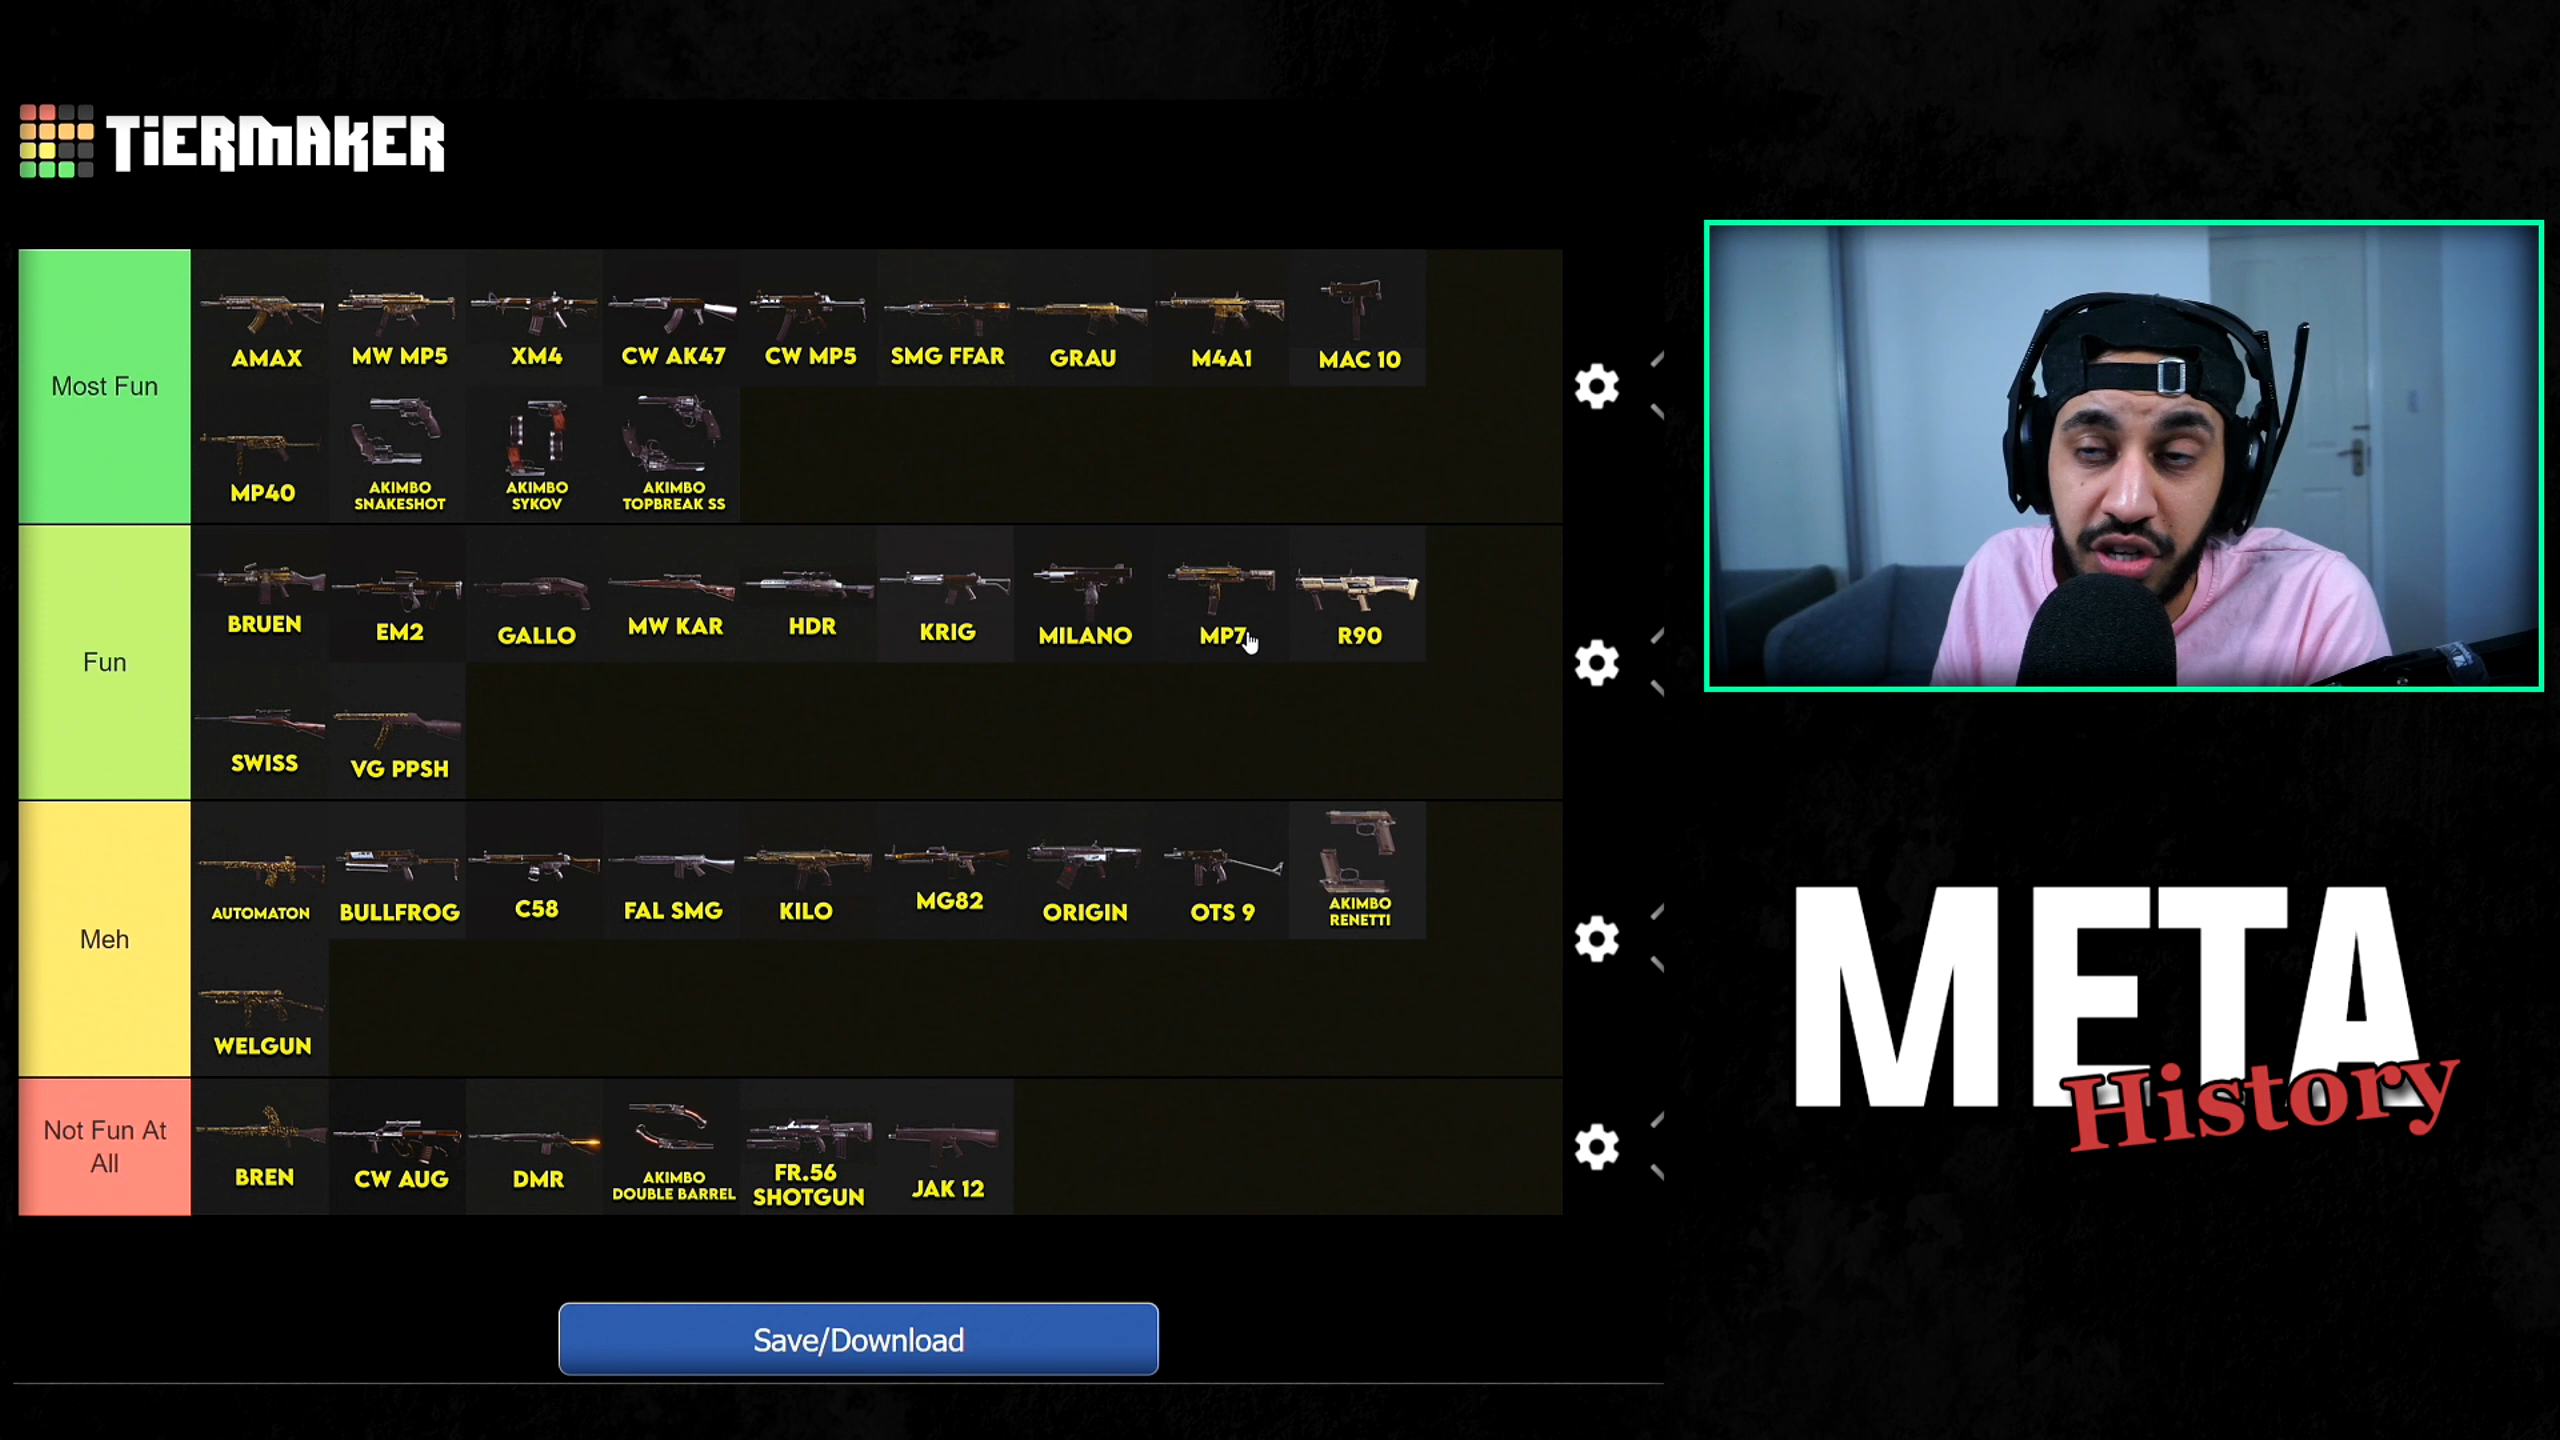 TiERMAKER
Most Fun
AMAX
MW MP5
XM4
CW AK47
CW MP5
SMG FFAR
GRAU
M4A1
MAC 10
MP40
AKIMBO
SNAKESHOT
AKIMBO
SYKOV
AKIMBO
TOPBREAK SS
Fun
BRUEN
EM2
GALLO
MW KAR
HDR
KRIG
MILANO
MP7
R90
SWISS
VG PPSH
Meh
AUTOMATON
BULLFROG
C58
FAL SMG
KILO
MG82
ORIGIN
OTS 9
AKIMBO
RENETTI
WELGUN
Not Fun At
All
BREN
CW AUG
DMR
AKIMBO
DOUBLE BARREL
FR.56
SHOTGUN
JAK 12
Save/Download
META
History